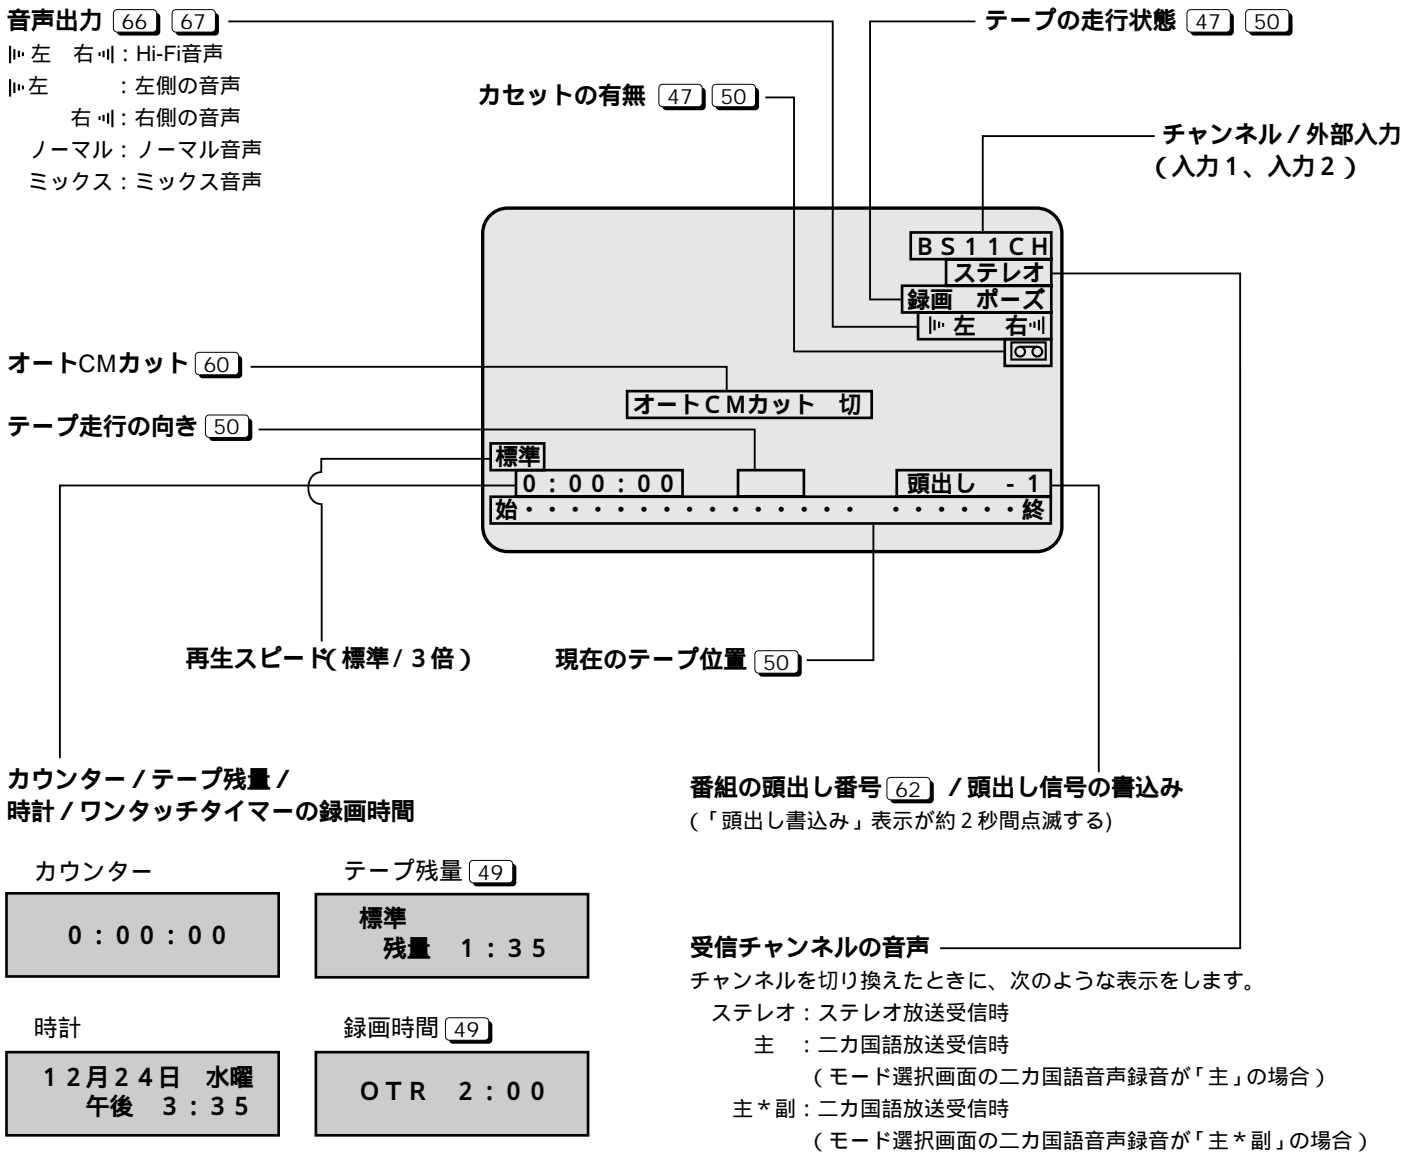 音声出力 66 67
左 右 : Hi-Fi音声
左 : 左側の音声
右 : 右側の音声
ノーマル : ノーマル音声
ミックス : ミックス音声
テープの走行状態 47 50
カセットの有無 47 50
チャンネル / 外部入力
(入力1、入力2)
BS11CH
ステレオ
録画 ポーズ
左 右
オートCMカット 60
オートCMカット 切
テープ走行の向き 50
標準
0:00:00
頭出し -1
始・・・・・・・・・・・・・・・ ・・・・・・終
再生スピード(標準/3倍)
現在のテープ位置 50
カウンター / テープ残量 /
時計 / ワンタッチタイマーの録画時間
カウンター
0:00:00
テープ残量 49
標準
残量 1:35
時計
12月24日 水曜
午後 3:35
録画時間 49
OTR 2:00
番組の頭出し番号 62 / 頭出し信号の書込み
(「頭出し書込み」表示が約2秒間点滅する)
受信チャンネルの音声
チャンネルを切り換えたときに、次のような表示をします。
ステレオ : ステレオ放送受信時
主 : 二カ国語放送受信時
(モード選択画面の二カ国語音声録音が「主」の場合)
主*副 : 二カ国語放送受信時
(モード選択画面の二カ国語音声録音が「主*副」の場合)